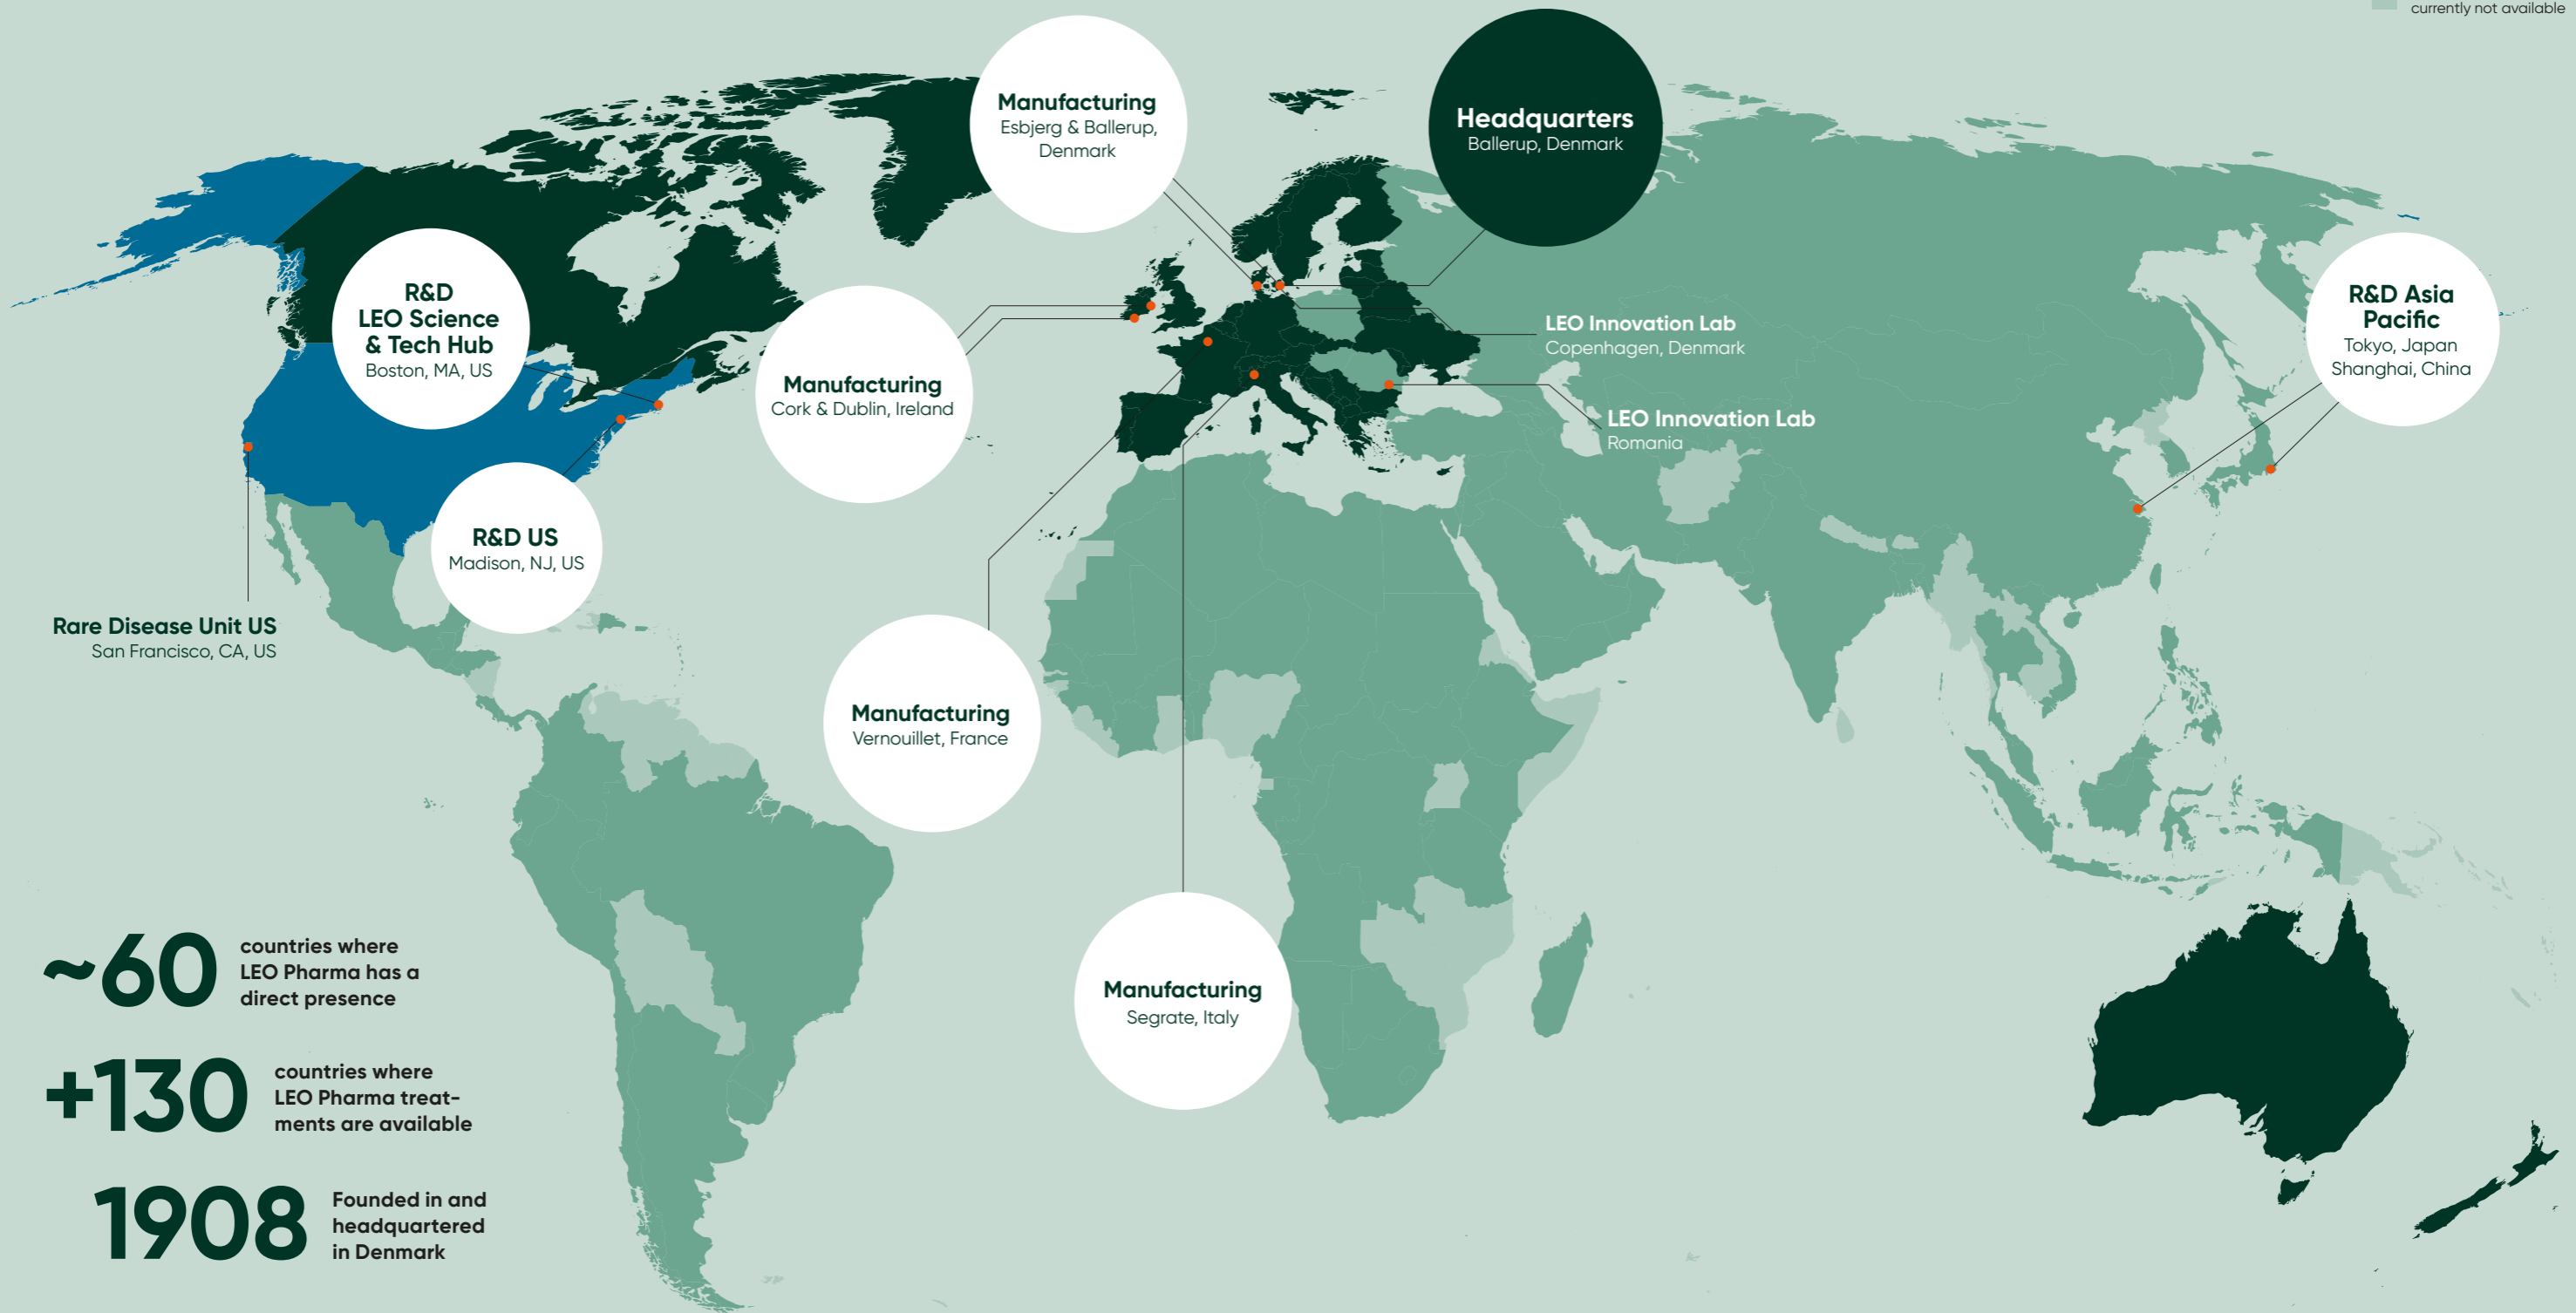 currently not available
Manufacturing
Esbjerg & Ballerup,
Denmark
Headquarters
Ballerup, Denmark
R&D
LEO Science
& Tech Hub
Boston, MA, US
R&D Asia
Pacific
Tokyo, Japan
Shanghai, China
LEO Innovation Lab
Copenhagen, Denmark
Manufacturing
Cork & Dublin, Ireland
LEO Innovation Lab
Romania
R&D US
Madison, NJ, US
Rare Disease Unit US
San Francisco, CA, US
Manufacturing
Vernouillet, France
Manufacturing
Segrate, Italy
~60
countries where
LEO Pharma has a
direct presence
+130
countries where
LEO Pharma treat-
ments are available
1908
Founded in and
headquartered
in Denmark